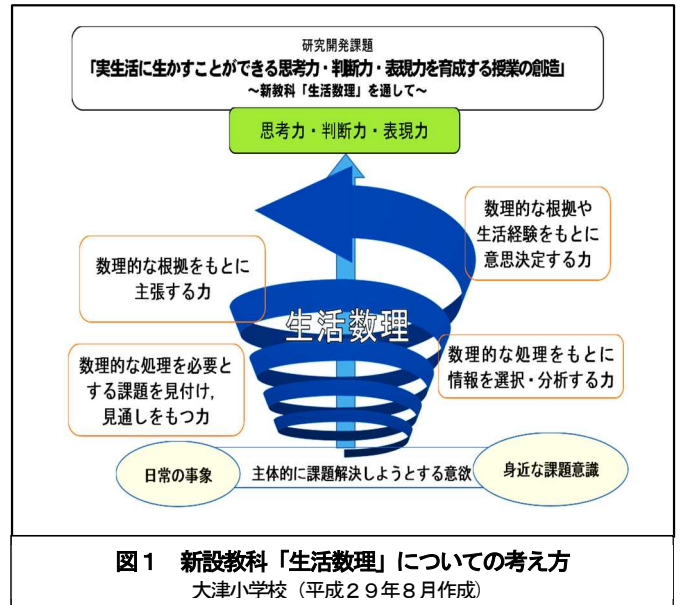 研究開発課題
「実生活に生かすことができる思考力・判断力・表現力を育成する授業の創造」
～新教科「生活数理」を通して～
思考力・判断力・表現力
数理的な根拠や
生活経験をもとに
意思決定する力
数理的な根拠をもとに
主張する力
生活数理
数理的な処理を必要と
する課題を見付け,
見通しをもつ力
数理的な処理をもとに
情報を選択・分析する力
日常の事象
主体的に課題解決しようとする意欲
身近な課題意識
図１　新設教科「生活数理」についての考え方
大津小学校（平成２９年８月作成）